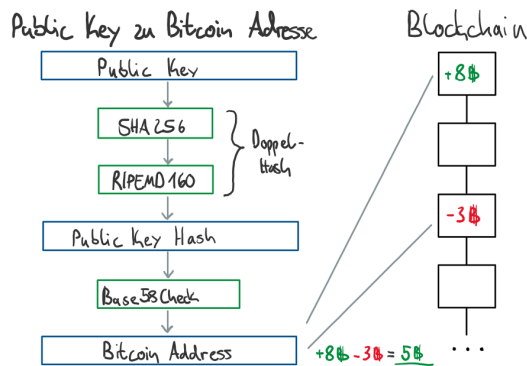 Public Key zu Bitcoin Adresse
Blockchain
Public Key
+8₿
SHA256
Doppel-
Hash
RIPEMD160
-3₿
Public Key Hash
Base58Check
Bitcoin Address
+8₿ -3₿ = 5₿
...